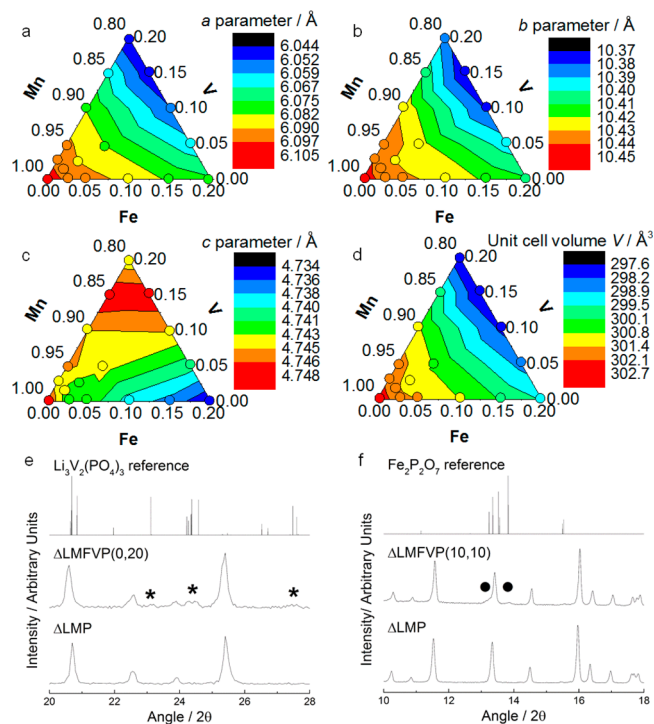 a
a parameter / Å
0.80
0.20
0.85
0.15
Mn
V
0.90
0.10
0.95
0.05
1.00
0.00
0.00 0.05 0.10 0.15 0.20
Fe
6.044
6.052
6.059
6.067
6.075
6.082
6.090
6.097
6.105
b
b parameter / Å
0.80
0.20
0.85
0.15
Mn
V
0.90
0.10
0.95
0.05
1.00
0.00
0.00 0.05 0.10 0.15 0.20
Fe
10.37
10.38
10.39
10.40
10.41
10.42
10.43
10.44
10.45
c
c parameter / Å
0.80
0.20
0.85
0.15
Mn
V
0.90
0.10
0.95
0.05
1.00
0.00
0.00 0.05 0.10 0.15 0.20
Fe
4.734
4.736
4.738
4.740
4.741
4.743
4.745
4.746
4.748
d
Unit cell volume V / Å³
0.80
0.20
0.85
0.15
Mn
V
0.90
0.10
0.95
0.05
1.00
0.00
0.00 0.05 0.10 0.15 0.20
Fe
297.6
298.2
298.9
299.5
300.1
300.8
301.4
302.1
302.7
e
Li₃V₂(PO₄)₃ reference
ΔLMFVP(0,20)
* * *
ΔLMP
Intensity/ Arbitrary Units
20 22 24 26 28
Angle / 2θ
f
Fe₂P₂O₇ reference
ΔLMFVP(10,10)
ΔLMP
Intensity/ Arbitrary Units
10 12 14 16 18
Angle / 2θ